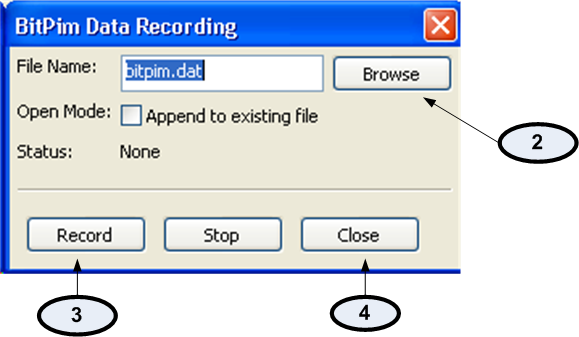 BitPim Data Recording
File Name: bitpim.dat Browse
Open Mode: Append to existing file
2
Status: None
Record Stop Close
3 4